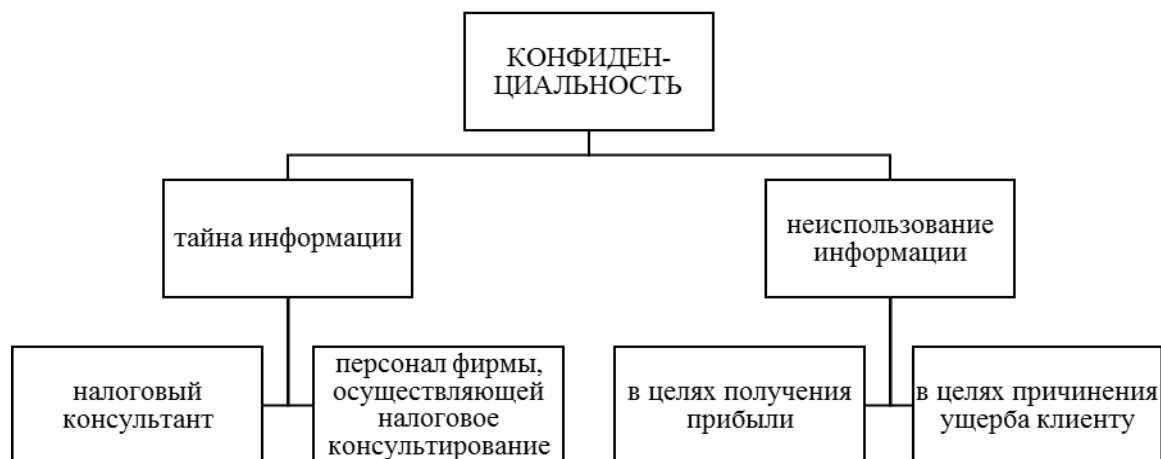 КОНФИДЕН-
ЦИАЛЬНОСТЬ
тайна информации
неиспользование
информации
налоговый
консультант
персонал фирмы,
осуществляющей
налоговое
консультирование
в целях получения
прибыли
в целях причинения
ущерба клиенту